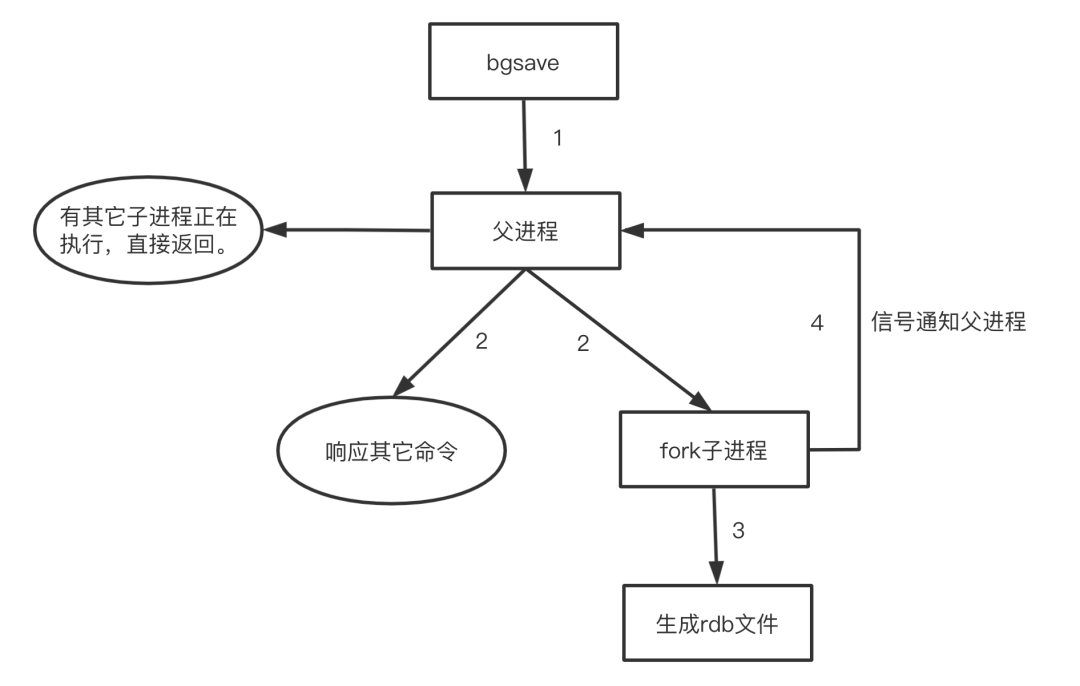 bgsave
1
有其它子进程正在
执行，直接返回。
父进程
2
2
4
信号通知父进程
响应其它命令
fork子进程
3
生成rdb文件